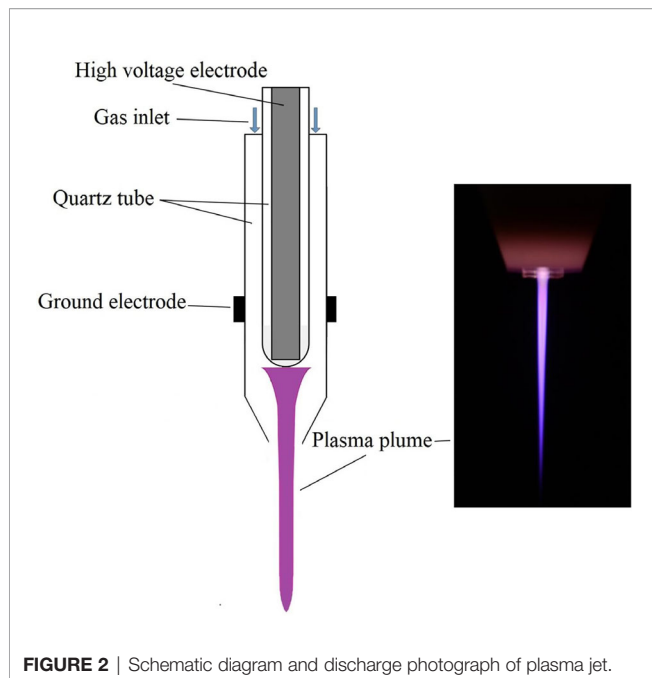 High voltage electrode
Gas inlet
Quartz tube
Ground electrode
Plasma plume
FIGURE 2 | Schematic diagram and discharge photograph of plasma jet.